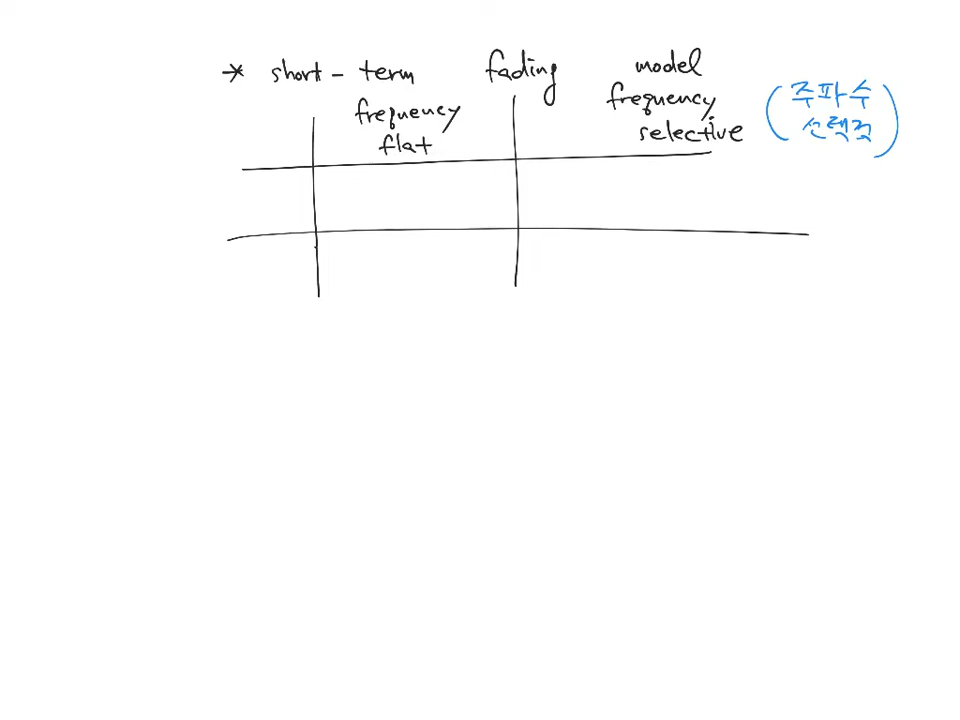 * short-term fading model
frequency flat
frequency selective
(주파수 선택적)